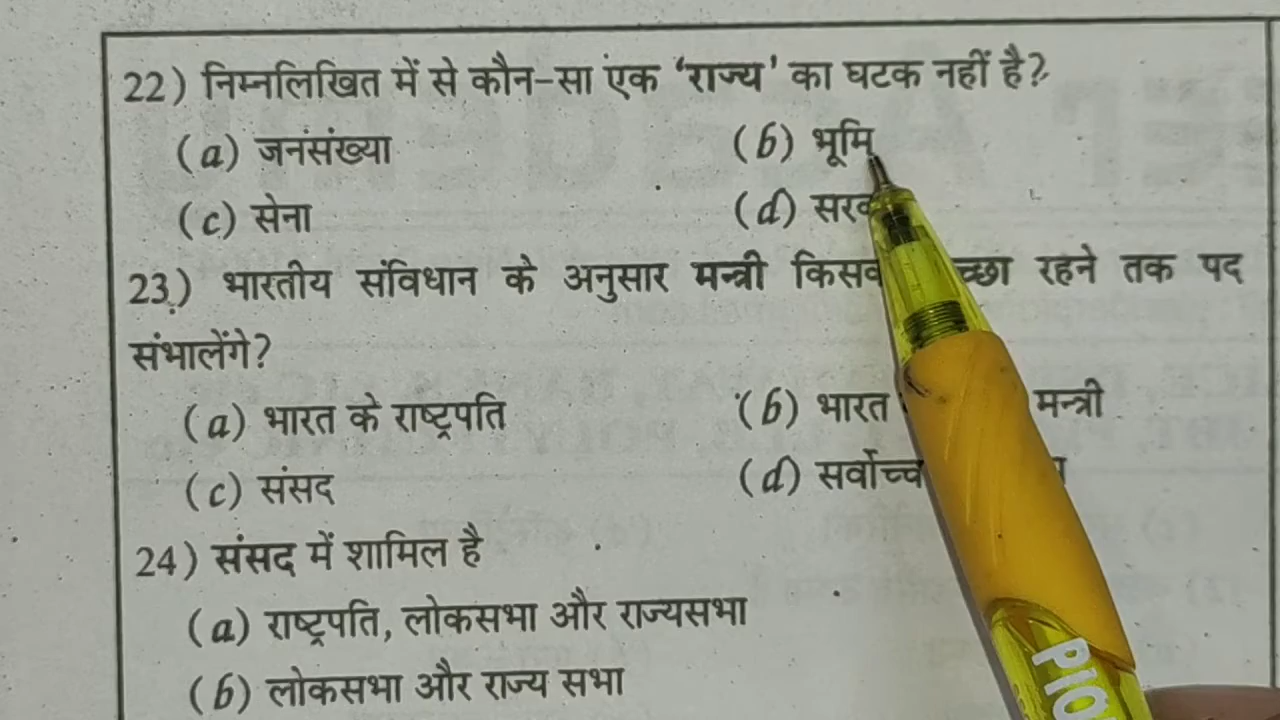 22) निम्नलिखित में से कौन-सा एक 'राज्य' का घटक नहीं है?
(a) जनसंख्या (b) भूमि
(c) सेना (d)
23) भारतीय संविधान के अनुसार मन्त्री रहने तक पद
संभालेंगे?
(a) भारत के राष्ट्रपति (b) भारत मन्त्री
(c) संसद (d) सर्वोच्च
24) संसद में शामिल है
(a) राष्ट्रपति, लोकसभा और राज्यसभा
(b) लोकसभा और राज्य सभा
PIO